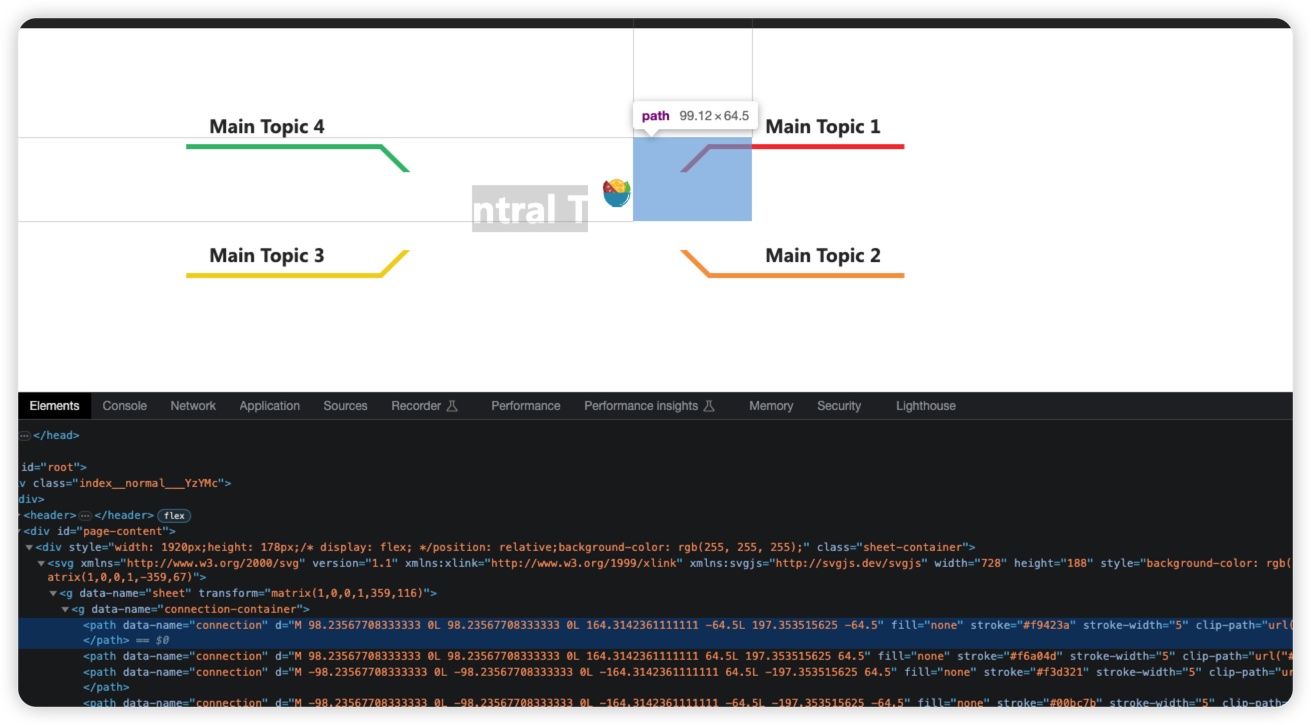 path 99.12×64.5
Main Topic 4
Main Topic 1
ntral T
Main Topic 3
Main Topic 2
Elements Console Network Application Sources Recorder Performance Performance insights Memory Security Lighthouse
</head>
id="root">
v class="index__normal___YzYMc">
div>
<header> </header> flex
<div id="page-content">
<div style="width: 1920px;height: 178px;/* display: flex; */position: relative;background-color: rgb(255, 255, 255);" class="sheet-container">
<svg xmlns="http://www.w3.org/2000/svg" version="1.1" xmlns:xlink="http://www.w3.org/1999/xlink" xmlns:svgjs="http://svgjs.dev/svgjs" width="728" height="188" style="background-color: rgb(
atrix(1,0,0,1,-359,67)">
<g data-name="sheet" transform="matrix(1,0,0,1,359,116)">
<g data-name="connection-container">
<path data-name="connection" d="M 98.23567708333333 0L 98.23567708333333 0L 164.3142361111111 -64.5L 197.353515625 -64.5" fill="none" stroke="#f9423a" stroke-width="5" clip-path="url(
</path> == $0
<path data-name="connection" d="M 98.23567708333333 0L 98.23567708333333 0L 164.3142361111111 64.5L 197.353515625 64.5" fill="none" stroke="#f6a04d" stroke-width="5" clip-path="url("#
<path data-name="connection" d="M -98.23567708333333 0L -98.23567708333333 0L -164.3142361111111 64.5L -197.353515625 64.5" fill="none" stroke="#f3d321" stroke-width="5" clip-path="ur
</path>
<path data-name="connection" d="M -98.23567708333333 0L -98.23567708333333 0L -164.3142361111111 -64.5L -197.353515625 -64.5" fill="none" stroke="#00bc7b" stroke-width="5" clip-path=